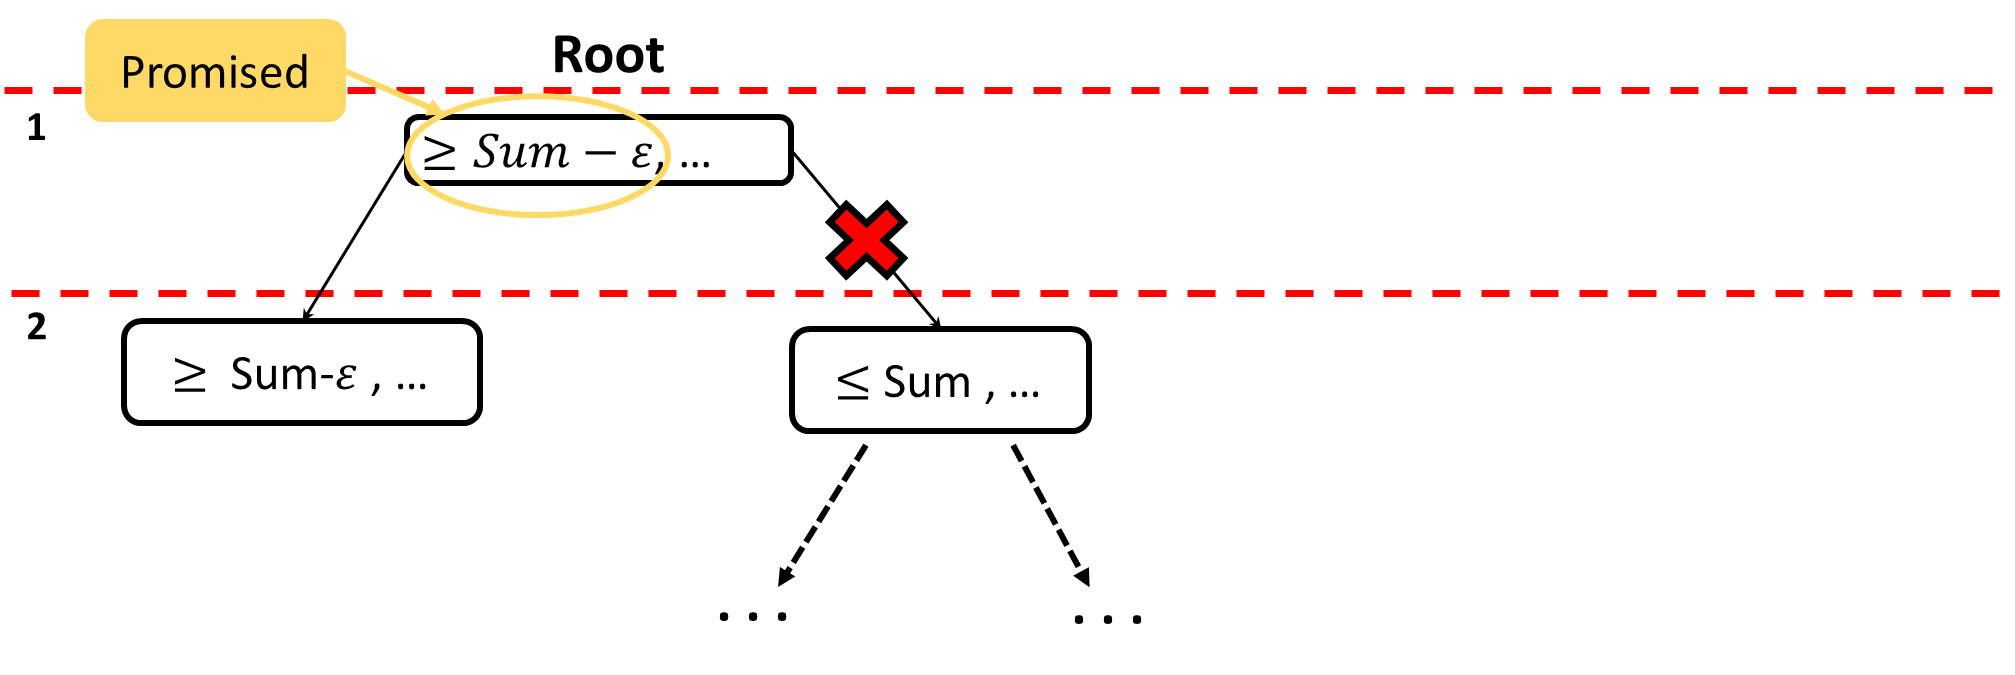 Root
Promised
1
≥ Sum − ε, ...
2
≥ Sum-ε , ...
≤ Sum , ...
. . .
. . .